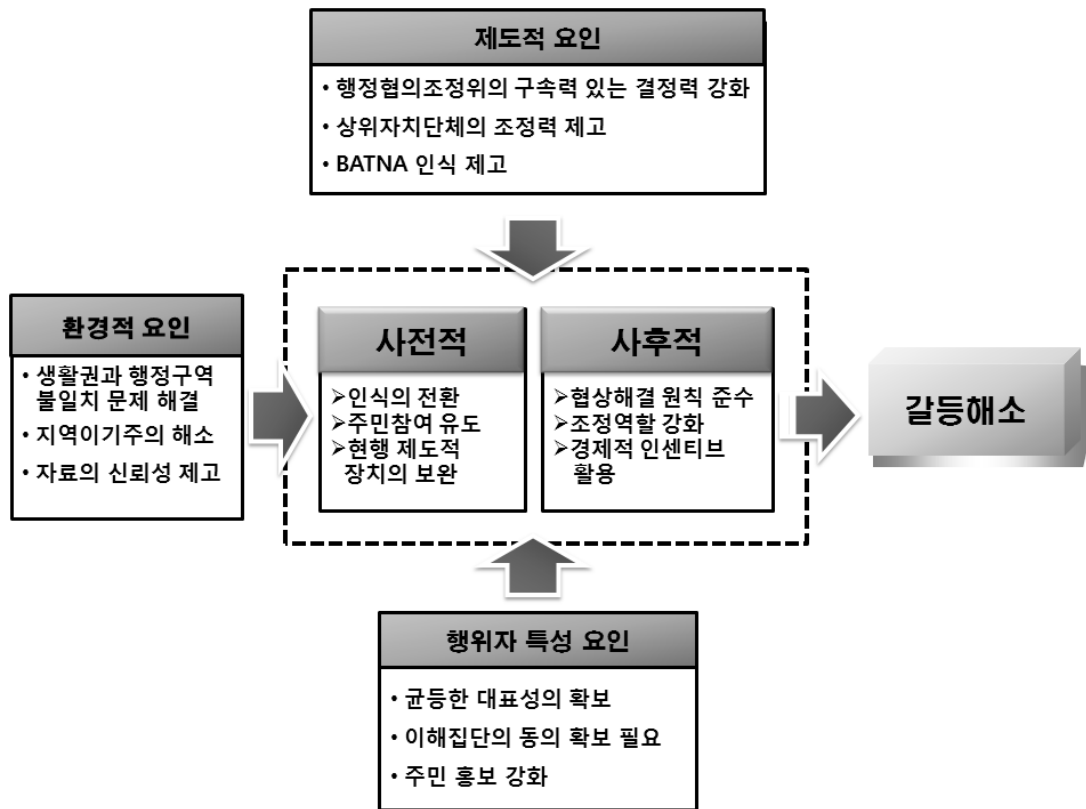 제도적 요인
• 행정협의조정위의 구속력 있는 결정력 강화
• 상위자치단체의 조정력 제고
• BATNA 인식 제고
환경적 요인
• 생활권과 행정구역
불일치 문제 해결
• 지역이기주의 해소
• 자료의 신뢰성 제고
사전적
➢인식의 전환
➢주민참여 유도
➢현행 제도적
장치의 보완
사후적
➢협상해결 원칙 준수
➢조정역할 강화
➢경제적 인센티브
활용
갈등해소
행위자 특성 요인
• 균등한 대표성의 확보
• 이해집단의 동의 확보 필요
• 주민 홍보 강화